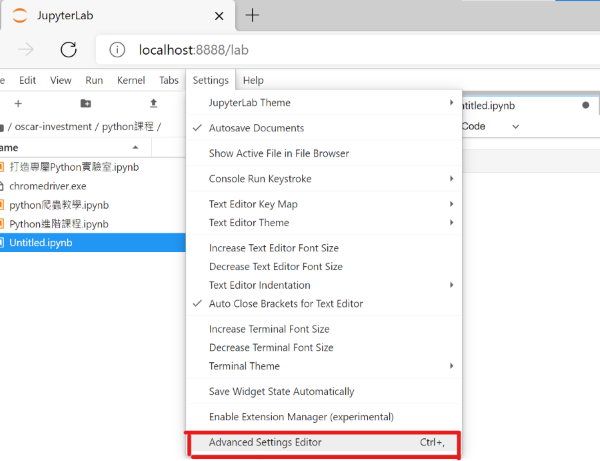 JupyterLab
localhost:8888/lab
Edit View Run Kernel Tabs Settings Help
JupyterLab Theme
Autosave Documents
Show Active File in File Browser
Console Run Keystroke
Text Editor Key Map
Text Editor Theme
Increase Text Editor Font Size
Decrease Text Editor Font Size
Text Editor Indentation
Auto Close Brackets for Text Editor
Increase Terminal Font Size
Decrease Terminal Font Size
Terminal Theme
Save Widget State Automatically
Enable Extension Manager (experimental)
Advanced Settings Editor Ctrl+,
/ oscar-investment / python課程 /
ame
打造專屬Python實驗室.ipynb
chromedriver.exe
python爬蟲教學.ipynb
Python進階課程.ipynb
Untitled.ipynb
ntitled.ipynb
Code